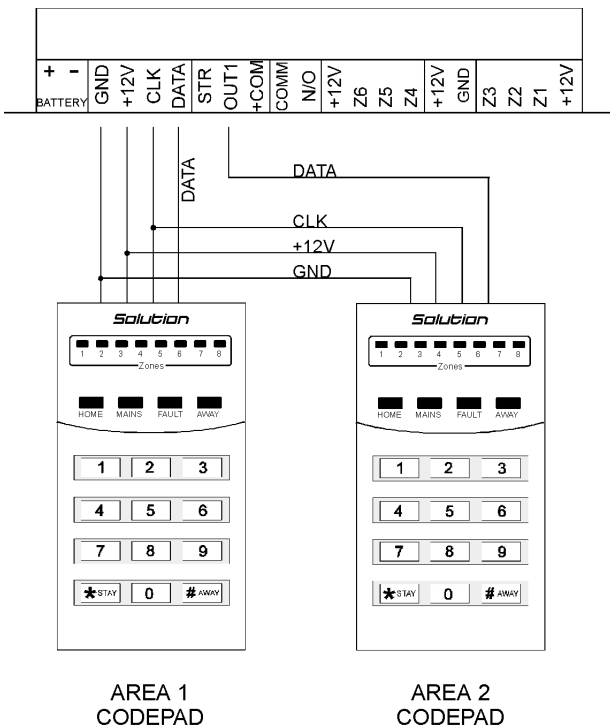 + - GND +12V CLK DATA STR OUT1 +COM COMM N/O +12V Z6 Z5 Z4 +12V GND Z3 Z2 Z1 +12V
BATTERY
DATA
DATA
CLK
+12V
GND
Solution
1 2 3 4 5 6 7 8
Zones
HOME MAINS FAULT AWAY
1 2 3
4 5 6
7 8 9
*STAY 0 # AWAY
AREA 1
CODEPAD
Solution
1 2 3 4 5 6 7 8
Zones
HOME MAINS FAULT AWAY
1 2 3
4 5 6
7 8 9
*STAY 0 # AWAY
AREA 2
CODEPAD